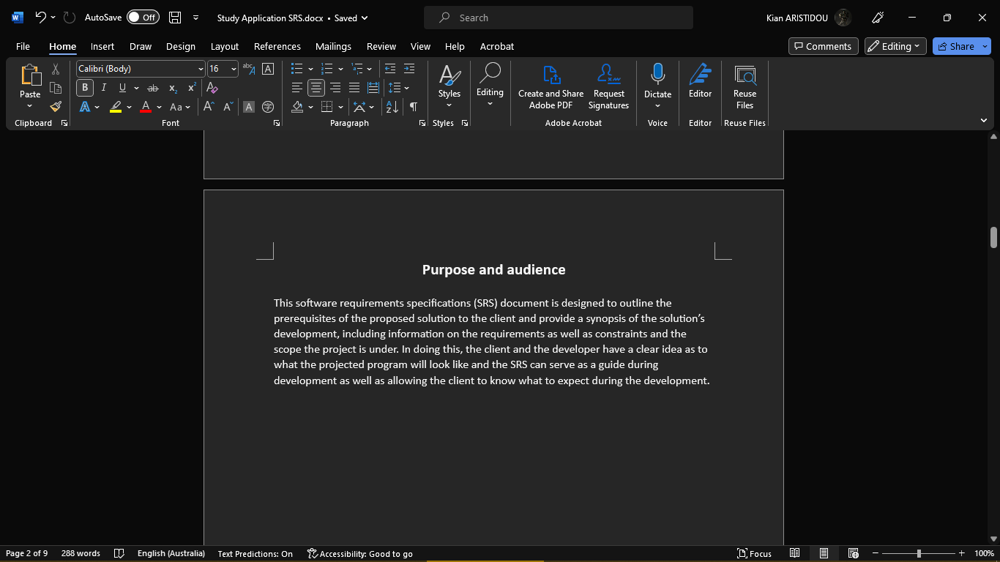 AutoSave Off Study Application SRS.docx • Saved Search Kian ARISTIDOU
File Home Insert Draw Design Layout References Mailings Review View Help Acrobat Comments Editing Share
Calibri (Body) 16
Paste Styles Editing Create and Share Adobe PDF Request Signatures Dictate Editor Reuse Files
Clipboard Font Paragraph Styles Adobe Acrobat Voice Editor Reuse Files
Purpose and audience
This software requirements specifications (SRS) document is designed to outline the
prerequisites of the proposed solution to the client and provide a synopsis of the solution’s
development, including information on the requirements as well as constraints and the
scope the project is under. In doing this, the client and the developer have a clear idea as to
what the projected program will look like and the SRS can serve as a guide during
development as well as allowing the client to know what to expect during the development.
Page 2 of 9 288 words English (Australia) Text Predictions: On Accessibility: Good to go Focus 100%